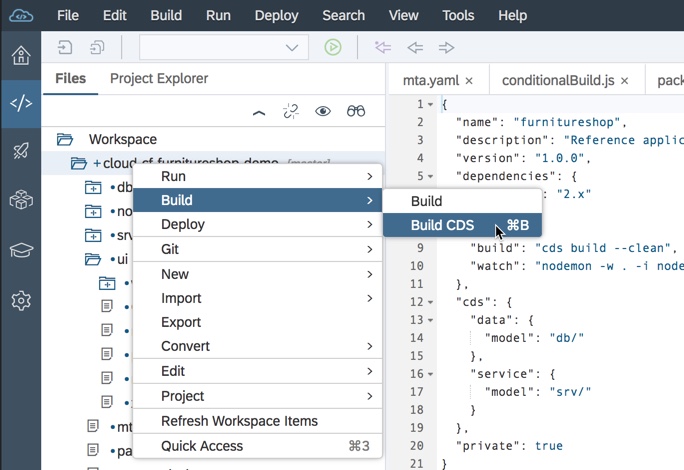 File Edit Build Run Deploy Search View Tools Help
Files Project Explorer
mta.yaml × conditionalBuild.js × pack
Workspace
+cloud-cf-furnitureshop-demo [master]
•db
•no
•srv
•ui
•mt
•pa
Run
Build
Deploy
Git
New
Import
Export
Convert
Edit
Project
Refresh Workspace Items
Quick Access ⌘3
Build
Build CDS ⌘B
1 {
2 "name": "furnitureshop",
3 "description": "Reference applic
4 "version": "1.0.0",
5 "dependencies": {
"2.x"
9 "build": "cds build --clean",
10 "watch": "nodemon -w . -i node
11 },
12 "cds": {
13 "data": {
14 "model": "db/"
15 },
16 "service": {
17 "model": "srv/"
18 }
19 },
20 "private": true
21 }